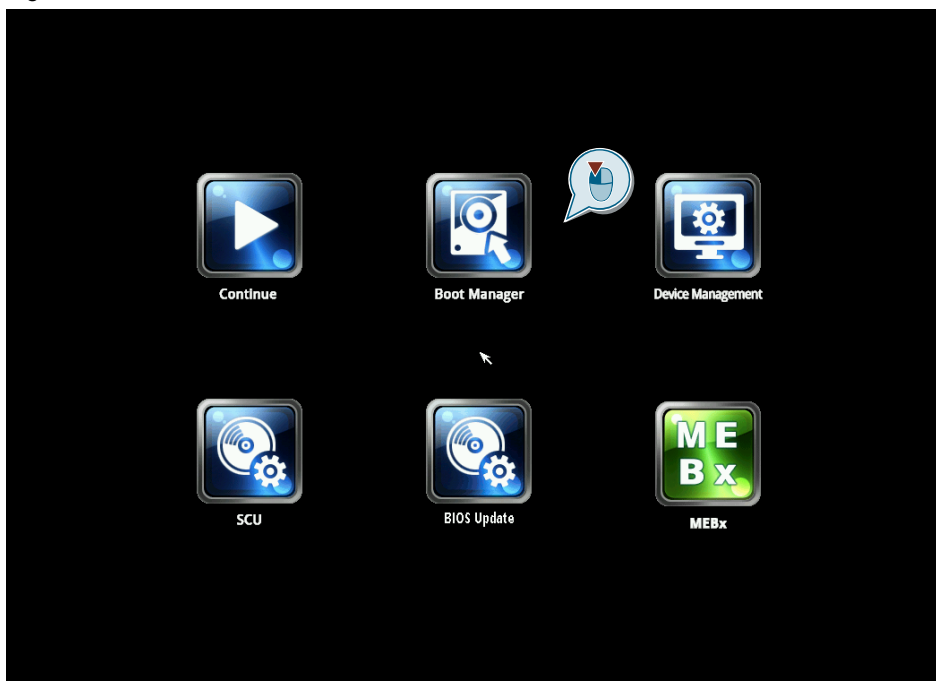 Continue
Boot Manager
Device Management
M E
B x
SCU
BIOS Update
MEBx